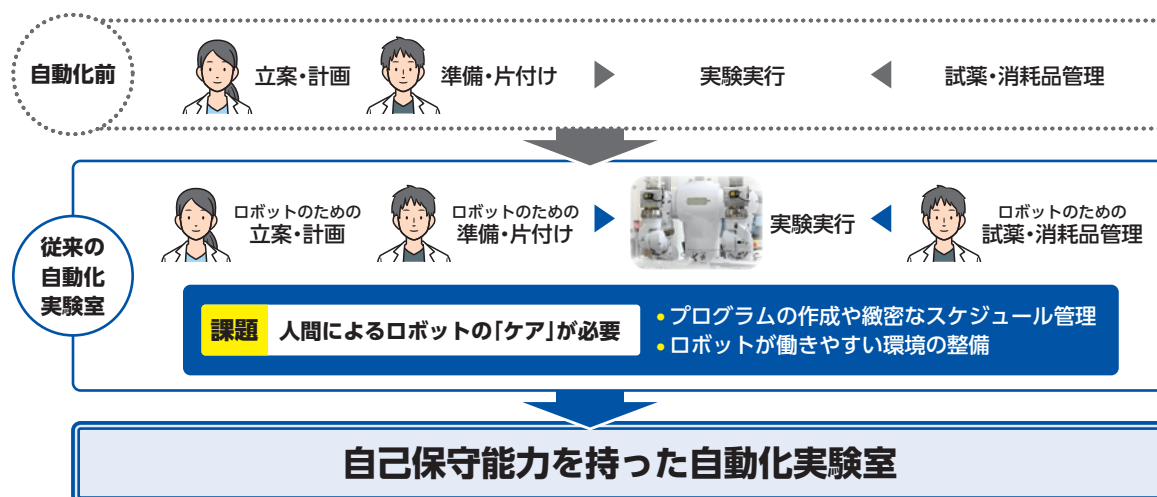 自動化前
立案・計画
準備・片付け
実験実行
試薬・消耗品管理
従来の
自動化
実験室
ロボットのための
立案・計画
ロボットのための
準備・片付け
実験実行
ロボットのための
試薬・消耗品管理
課題
人間によるロボットの「ケア」が必要
•プログラムの作成や緻密なスケジュール管理
•ロボットが働きやすい環境の整備
自己保守能力を持った自動化実験室